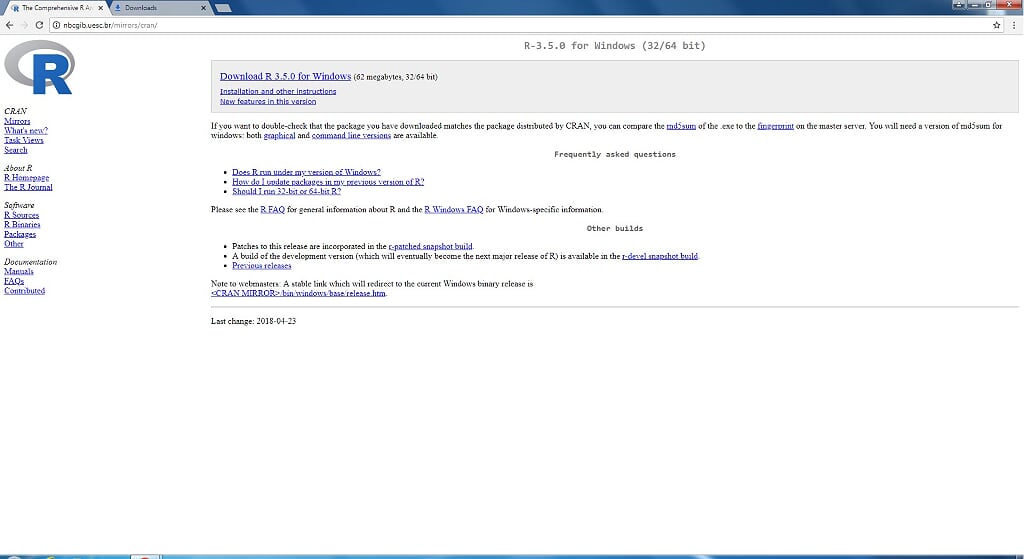 The Comprehensive R Ar
Downloads
nbcgib.uesc.br/mirrors/cran/
R
CRAN
Mirrors
What's new?
Task Views
Search
About R
R Homepage
The R Journal
Software
R Sources
R Binaries
Packages
Other
Documentation
Manuals
FAQs
Contributed
R-3.5.0 for Windows (32/64 bit)
Download R 3.5.0 for Windows (62 megabytes, 32/64 bit)
Installation and other instructions
New features in this version
If you want to double-check that the package you have downloaded matches the package distributed by CRAN, you can compare the md5sum of the .exe to the fingerprint on the master server. You will need a version of md5sum for
windows: both graphical and command line versions are available.
Frequently asked questions
Does R run under my version of Windows?
How do I update packages in my previous version of R?
Should I run 32-bit or 64-bit R?
Please see the R FAQ for general information about R and the R Windows FAQ for Windows-specific information.
Other builds
Patches to this release are incorporated in the r-patched snapshot build.
A build of the development version (which will eventually become the next major release of R) is available in the r-devel snapshot build.
Previous releases
Note to webmasters: A stable link which will redirect to the current Windows binary release is
<CRAN MIRROR>/bin/windows/base/release.htm.
Last change: 2018-04-23